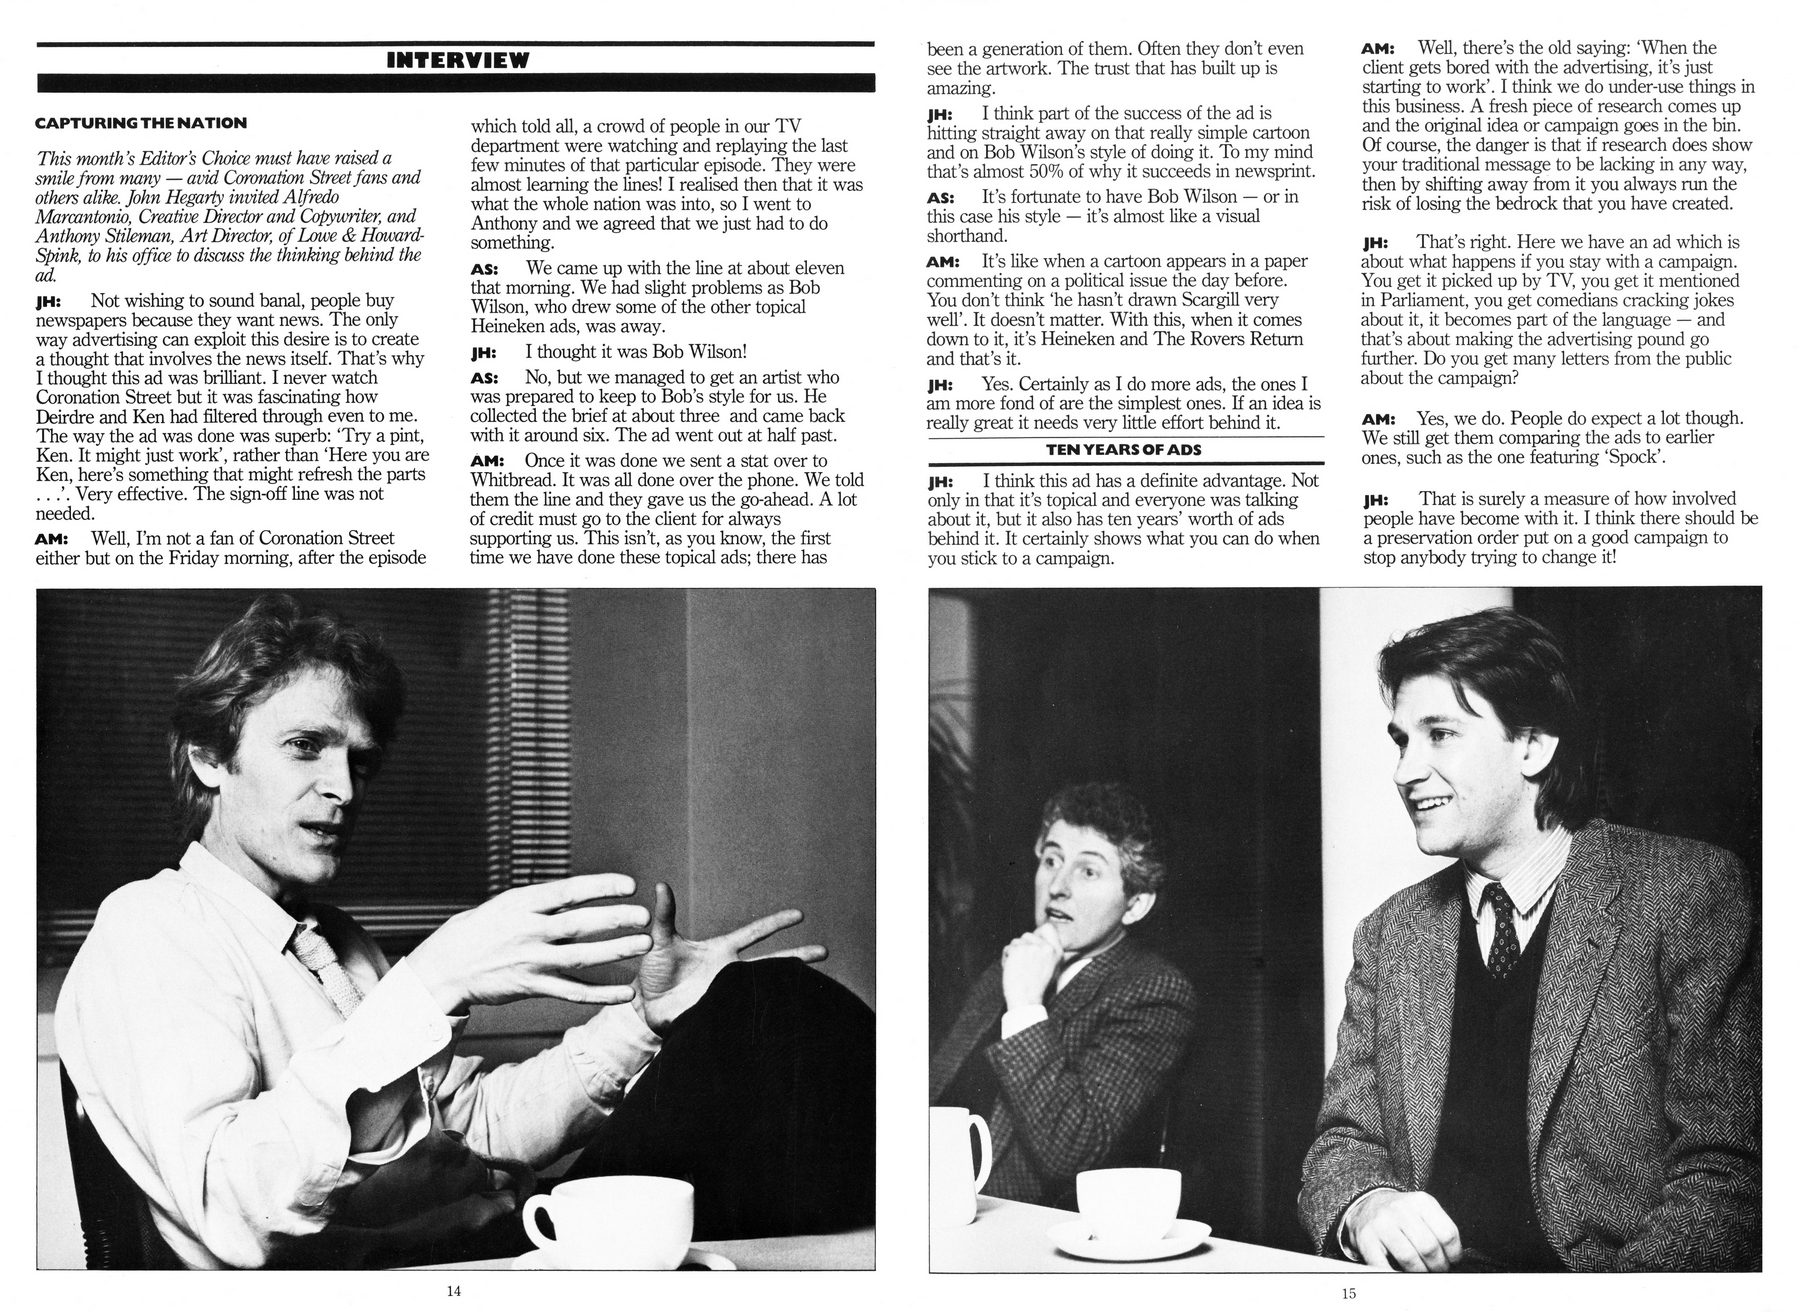 INTERVIEW
CAPTURING THE NATION
This month's Editor's Choice must have raised a
smile from many — avid Coronation Street fans and
others alike. John Hegarty invited Alfredo
Marcantonio, Creative Director and Copywriter, and
Anthony Stileman, Art Director, of Lowe & Howard-
Spink, to his office to discuss the thinking behind the
ad.
JH: Not wishing to sound banal, people buy
newspapers because they want news. The only
way advertising can exploit this desire is to create
a thought that involves the news itself. That's why
I thought this ad was brilliant. I never watch
Coronation Street but it was fascinating how
Deirdre and Ken had filtered through even to me.
The way the ad was done was superb: 'Try a pint,
Ken. It might just work', rather than 'Here you are
Ken, here's something that might refresh the parts
. . .'. Very effective. The sign-off line was not
needed.
AM: Well, I'm not a fan of Coronation Street
either but on the Friday morning, after the episode
which told all, a crowd of people in our TV
department were watching and replaying the last
few minutes of that particular episode. They were
almost learning the lines! I realised then that it was
what the whole nation was into, so I went to
Anthony and we agreed that we just had to do
something.
AS: We came up with the line at about eleven
that morning. We had slight problems as Bob
Wilson, who drew some of the other topical
Heineken ads, was away.
JH: I thought it was Bob Wilson!
AS: No, but we managed to get an artist who
was prepared to keep to Bob's style for us. He
collected the brief at about three and came back
with it around six. The ad went out at half past.
AM: Once it was done we sent a stat over to
Whitbread. It was all done over the phone. We told
them the line and they gave us the go-ahead. A lot
of credit must go to the client for always
supporting us. This isn't, as you know, the first
time we have done these topical ads; there has
been a generation of them. Often they don't even
see the artwork. The trust that has built up is
amazing.
JH: I think part of the success of the ad is
hitting straight away on that really simple cartoon
and on Bob Wilson's style of doing it. To my mind
that's almost 50% of why it succeeds in newsprint.
AS: It's fortunate to have Bob Wilson — or in
this case his style — it's almost like a visual
shorthand.
AM: It's like when a cartoon appears in a paper
commenting on a political issue the day before.
You don't think 'he hasn't drawn Scargill very
well'. It doesn't matter. With this, when it comes
down to it, it's Heineken and The Rovers Return
and that's it.
JH: Yes. Certainly as I do more ads, the ones I
am more fond of are the simplest ones. If an idea is
really great it needs very little effort behind it.
TEN YEARS OF ADS
JH: I think this ad has a definite advantage. Not
only in that it's topical and everyone was talking
about it, but it also has ten years' worth of ads
behind it. It certainly shows what you can do when
you stick to a campaign.
AM: Well, there's the old saying: 'When the
client gets bored with the advertising, it's just
starting to work'. I think we do under-use things in
this business. A fresh piece of research comes up
and the original idea or campaign goes in the bin.
Of course, the danger is that if research does show
your traditional message to be lacking in any way,
then by shifting away from it you always run the
risk of losing the bedrock that you have created.
JH: That's right. Here we have an ad which is
about what happens if you stay with a campaign.
You get it picked up by TV, you get it mentioned
in Parliament, you get comedians cracking jokes
about it, it becomes part of the language — and
that's about making the advertising pound go
further. Do you get many letters from the public
about the campaign?
AM: Yes, we do. People do expect a lot though.
We still get them comparing the ads to earlier
ones, such as the one featuring 'Spock'.
JH: That is surely a measure of how involved
people have become with it. I think there should be
a preservation order put on a good campaign to
stop anybody trying to change it!
14
15